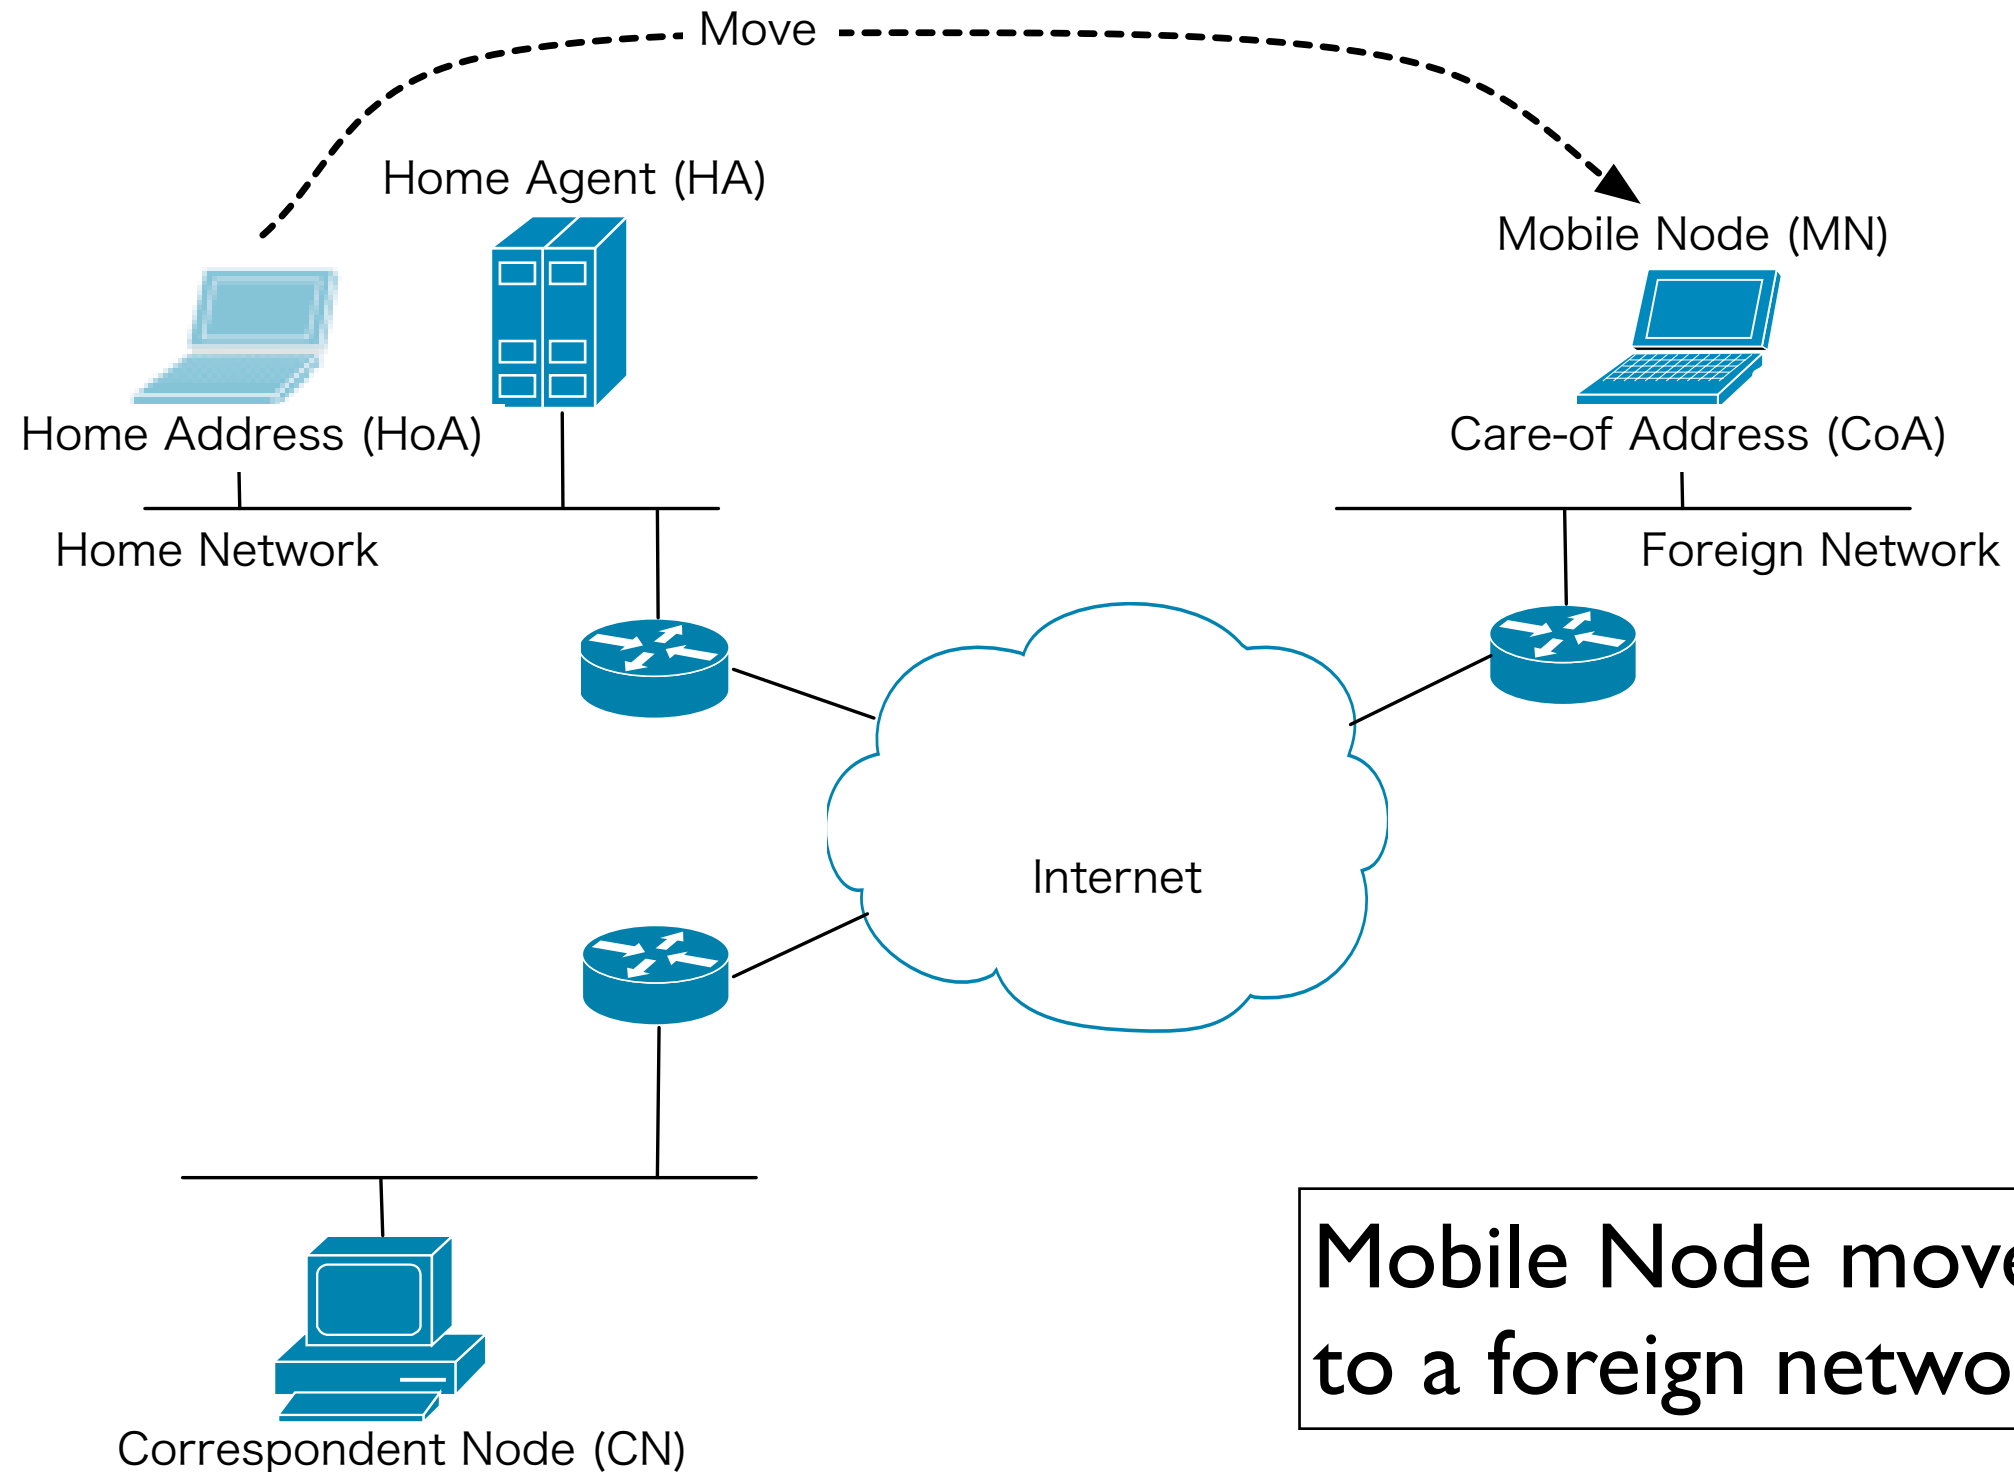 Move
Home Agent (HA)
Mobile Node (MN)
Home Address (HoA)
Care-of Address (CoA)
Home Network
Foreign Network
Internet
Mobile Node move
to a foreign netwo
Correspondent Node (CN)